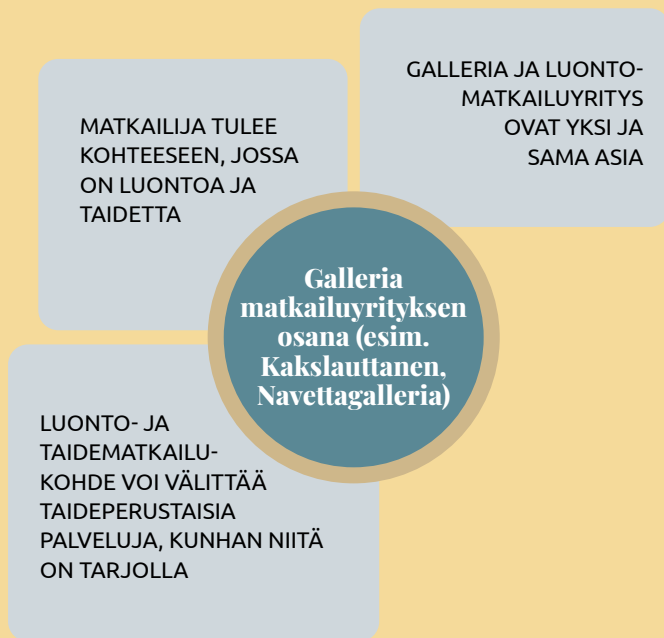 GALLERIA JA LUONTO-
MATKAILUYRITYS
OVAT YKSI JA
SAMA ASIA
MATKAILIJA TULEE
KOHTEESEEN, JOSSA
ON LUONTOA JA
TAIDETTA
Galleria
matkailuyrityksen
osana (esim.
Kakslauttanen,
Navettagalleria)
LUONTO- JA
TAIDEMATKAILU-
KOHDE VOI VÄLITTÄÄ
TAIDEPERUSTAISIA
PALVELUJA, KUNHAN NIITÄ
ON TARJOLLA